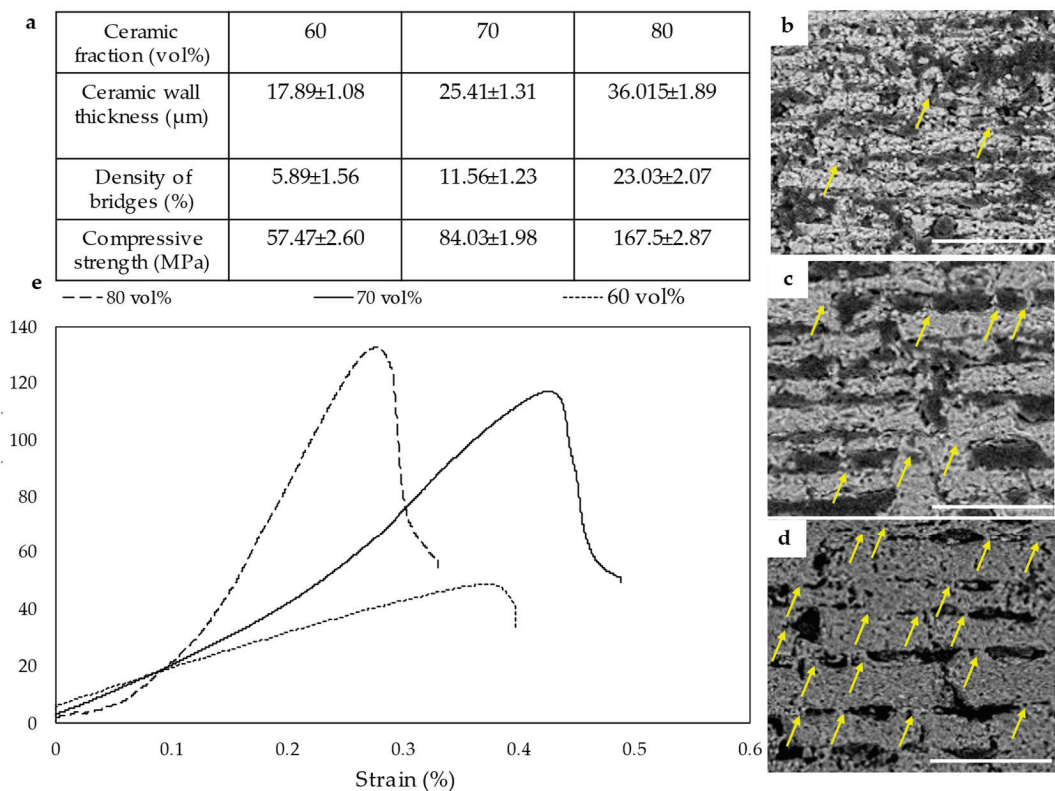 a
Ceramic fraction (vol%) 60 70 80
Ceramic wall thickness (µm) 17.89±1.08 25.41±1.31 36.015±1.89
Density of bridges (%) 5.89±1.56 11.56±1.23 23.03±2.07
Compressive strength (MPa) 57.47±2.60 84.03±1.98 167.5±2.87
b
c
d
e
80 vol% 70 vol% 60 vol%
140
120
100
80
60
40
20
0
0 0.1 0.2 0.3 0.4 0.5 0.6
Strain (%)